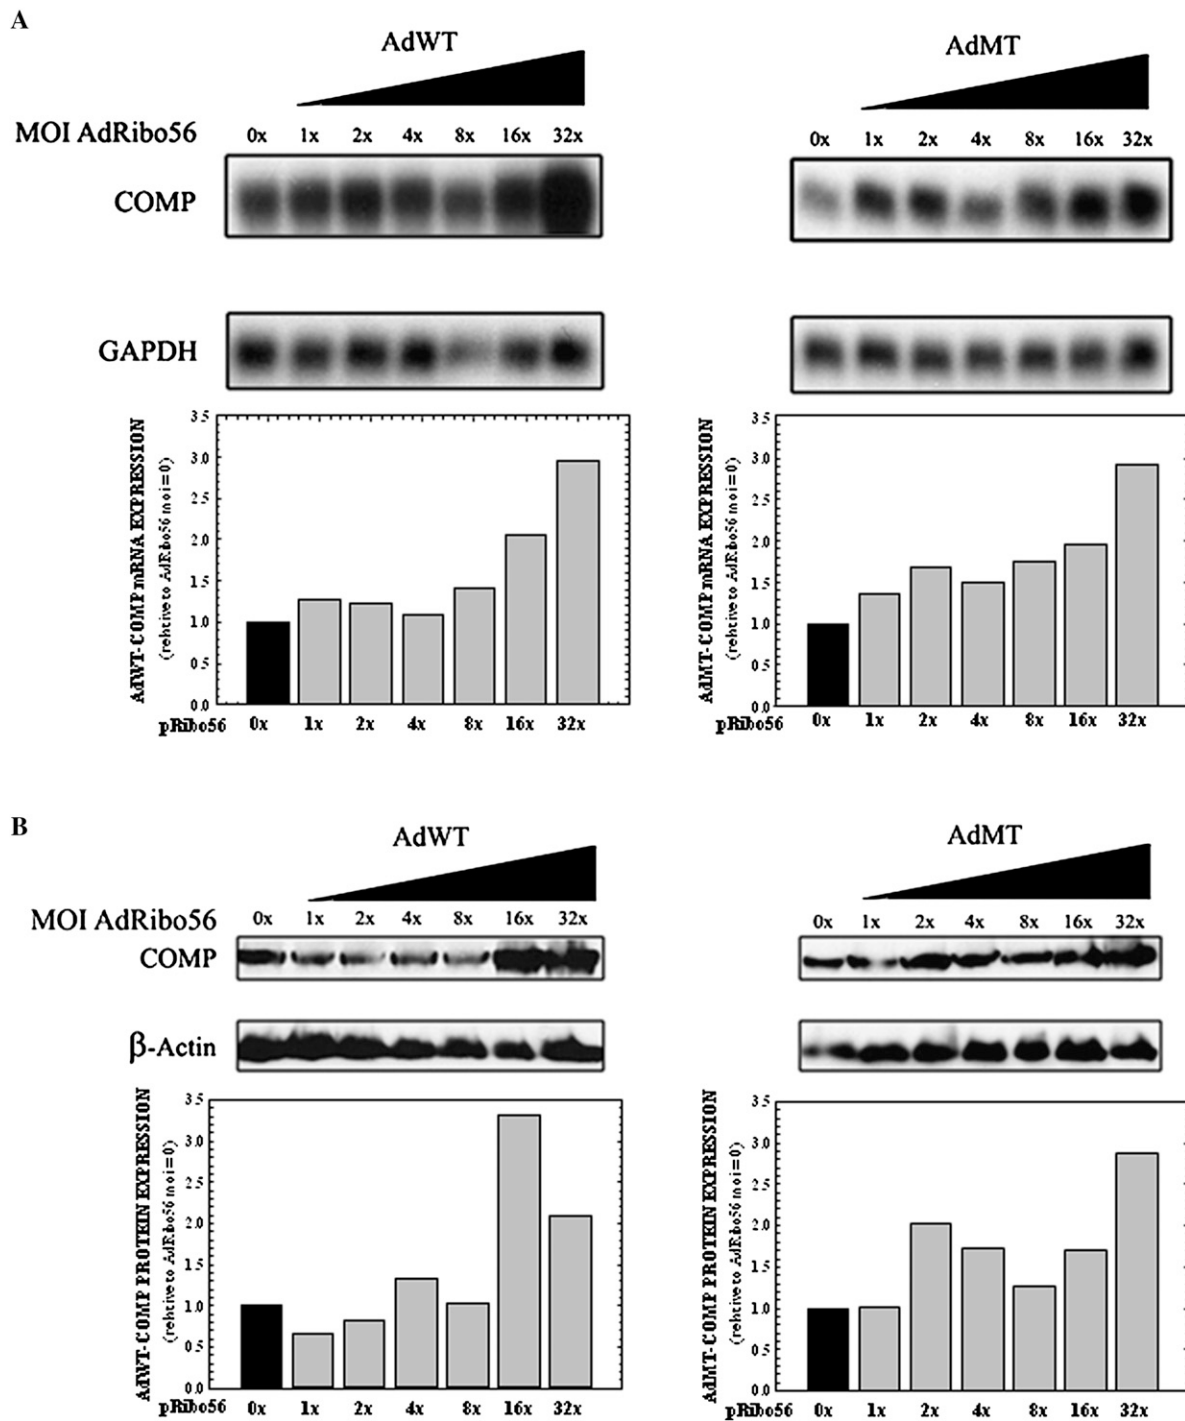 A
AdWT
AdMT
MOI AdRibo56
0x 1x 2x 4x 8x 16x 32x
0x 1x 2x 4x 8x 16x 32x
COMP
GAPDH
ADWT-COMP mRNA EXPRESSION
(reltive to AdRibo56 moi=0)
3.5
3.0
2.5
2.0
1.5
1.0
0.5
0.0
pRibo56 0x 1x 2x 4x 8x 16x 32x
AdMT-COMP mRNA EXPRESSION
(reltive to AdRibo56 moi=0)
3.5
3.0
2.5
2.0
1.5
1.0
0.5
0.0
pRibo56 0x 1x 2x 4x 8x 16x 32x
B
AdWT
AdMT
MOI AdRibo56
0x 1x 2x 4x 8x 16x 32x
0x 1x 2x 4x 8x 16x 32x
COMP
β-Actin
ADWT-COMP PROTEIN EXPRESSION
(reltive to AdRibo56 moi=0)
3.5
3.0
2.5
2.0
1.5
1.0
0.5
0.0
pRibo56 0x 1x 2x 4x 8x 16x 32x
AdMT-COMP PROTEIN EXPRESSION
(reltive to AdRibo56 moi=0)
3.5
3.0
2.5
2.0
1.5
1.0
0.5
0.0
pRibo56 0x 1x 2x 4x 8x 16x 32x